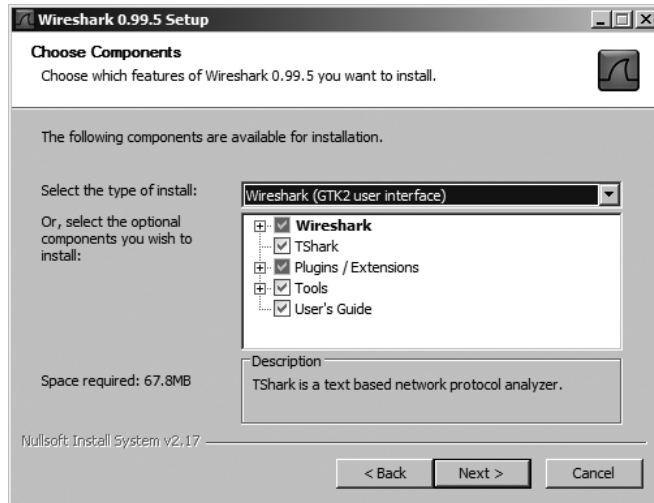 Wireshark 0.99.5 Setup
Choose Components
Choose which features of Wireshark 0.99.5 you want to install.
The following components are available for installation.
Select the type of install:
Wireshark (GTK2 user interface)
Or, select the optional
components you wish to
install:
Wireshark
TShark
Plugins / Extensions
Tools
User's Guide
Space required: 67.8MB
Description
TShark is a text based network protocol analyzer.
Nullsoft Install System v2.17
< Back
Next >
Cancel